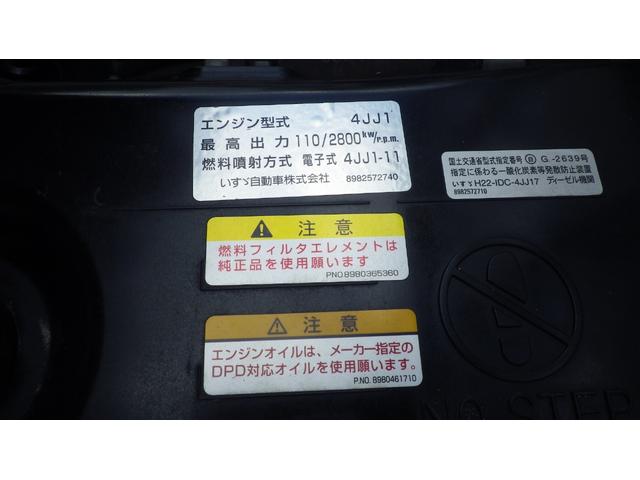 エンジン型式 4JJ1
最高出力 110/2800kw/r.p.m.
燃料噴射方式 電子式 4JJ1-11
いすゞ自動車株式会社 8982572740
国土交通省型式指定番号 Ⓑ G-2639号
指定に係わる一酸化炭素等発散防止装置
いすゞH22-IDC-4JJ17 ディーゼル機関
8982572710
注意
燃料フィルタエレメントは
純正品を使用願います
PNO.8980365360
注意
エンジンオイルは、メーカー指定の
DPD対応オイルを使用願います。
P.NO. 8980461710
NO STEP